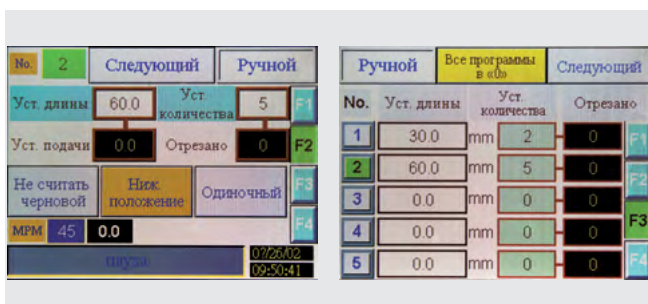 No. 2 Следующий Ручной
Уст. длины 60.0 Уст. количества 5 F1
Уст. подачи 0.0 Отрезано 0 F2
Не считать черновой Ниж. положение Одиночный F3
MPM 45 0.0 F4
пауза 07/26/02
09:50:41
Ручной Все программы в «0» Следующий
No. Уст. длины Уст. количества Отрезано
1 30.0 mm 2 0 F1
2 60.0 mm 5 0 F2
3 0.0 mm 0 0 F3
4 0.0 mm 0 0 F4
5 0.0 mm 0 0